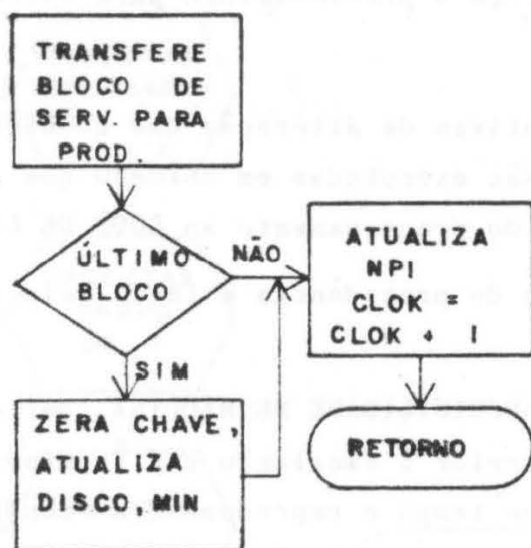 TRANSFERE
BLOCO DE
SERV. PARA
PROD.
ÚLTIMO
BLOCO
NÃO
SIM
ZERA CHAVE,
ATUALIZA
DISCO, MIN
ATUALIZA
NPI
CLOK =
CLOK + 1
RETORNO